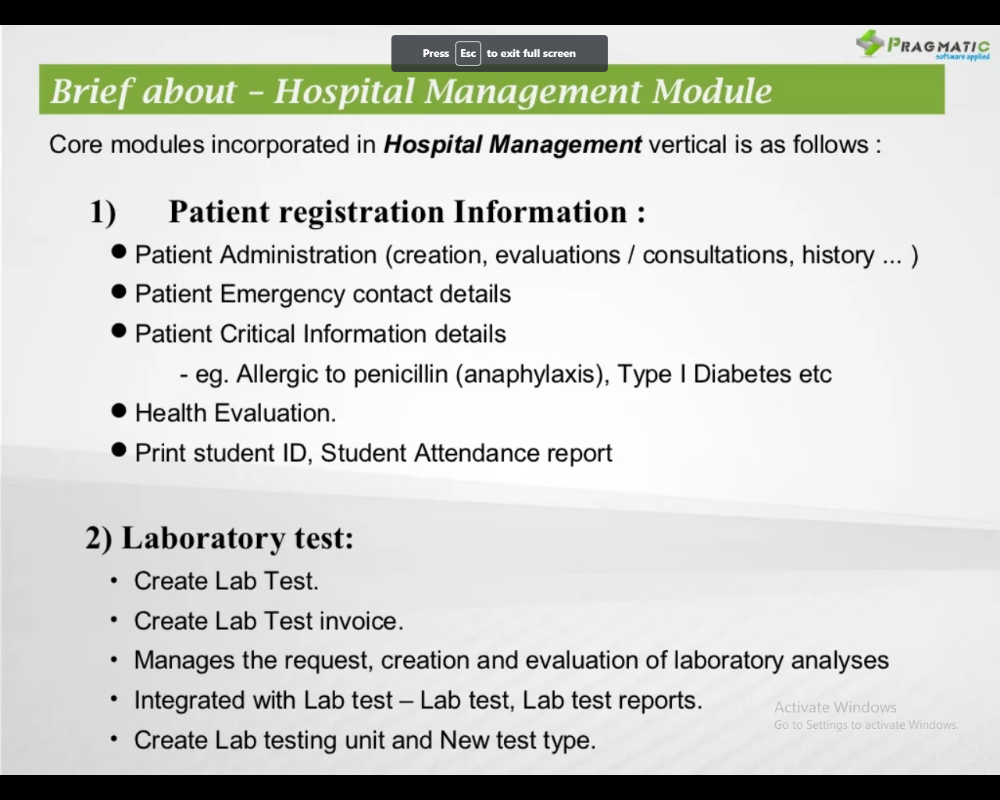 Press Esc to exit full screen
PRAGMATIC
software applied
Brief about – Hospital Management Module
Core modules incorporated in Hospital Management vertical is as follows :
1) Patient registration Information :
● Patient Administration (creation, evaluations / consultations, history ... )
● Patient Emergency contact details
● Patient Critical Information details
- eg. Allergic to penicillin (anaphylaxis), Type I Diabetes etc
● Health Evaluation.
● Print student ID, Student Attendance report
2) Laboratory test:
• Create Lab Test.
• Create Lab Test invoice.
• Manages the request, creation and evaluation of laboratory analyses
• Integrated with Lab test – Lab test, Lab test reports.
• Create Lab testing unit and New test type.
Activate Windows
Go to Settings to activate Windows.